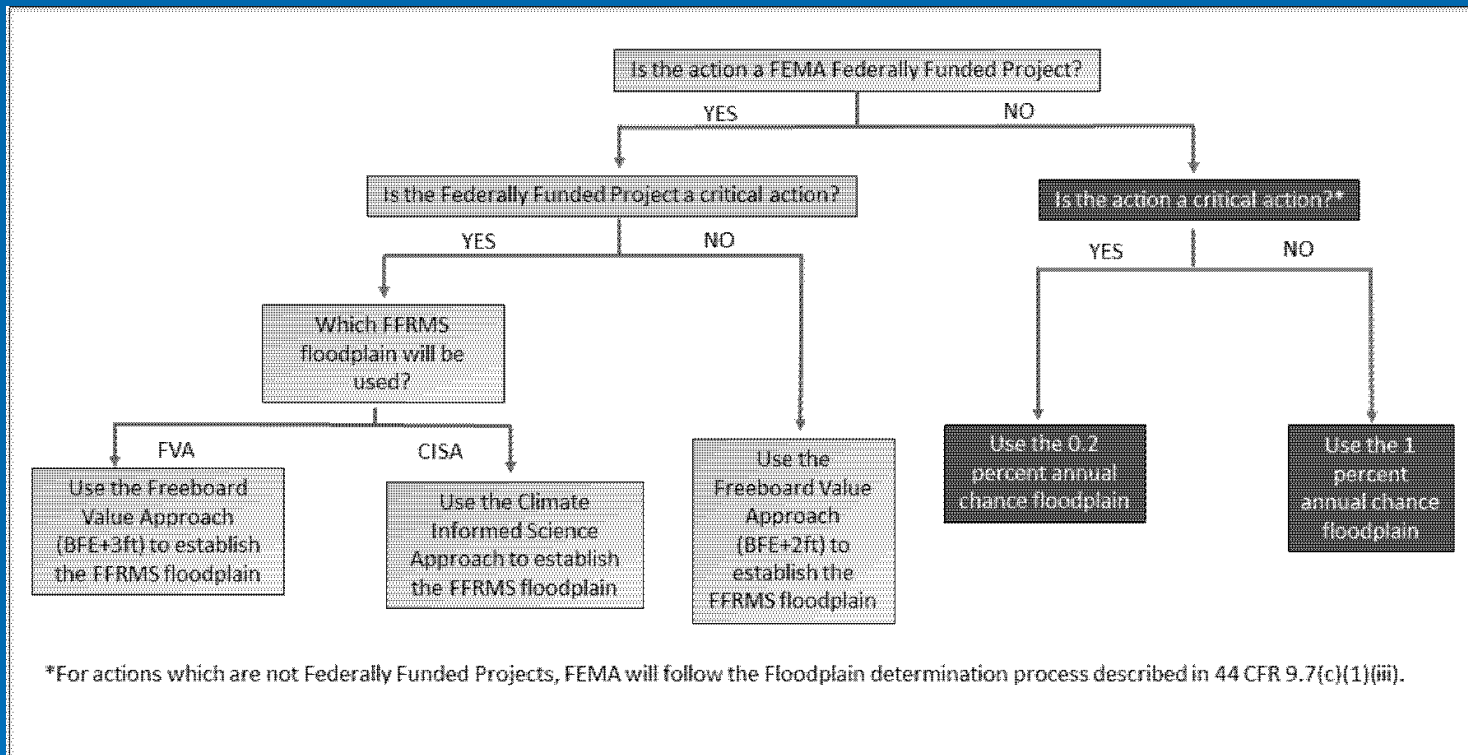 Is the action a FEMA Federally Funded Project?
YES
NO
Is the Federally Funded Project a critical action?
Is the action a critical action?*
YES
NO
YES
NO
Which FFRMS
floodplain will be
used?
FVA
CISA
Use the Freeboard
Value Approach
(BFE+3ft) to establish
the FFRMS floodplain
Use the Climate
Informed Science
Approach to establish
the FFRMS floodplain
Use the
Freeboard Value
Approach
(BFE+2ft) to
establish the
FFRMS floodplain
Use the 0.2
percent annual
chance floodplain
Use the 1
percent
annual chance
floodplain
*For actions which are not Federally Funded Projects, FEMA will follow the Floodplain determination process described in 44 CFR 9.7(c)(1)(iii).